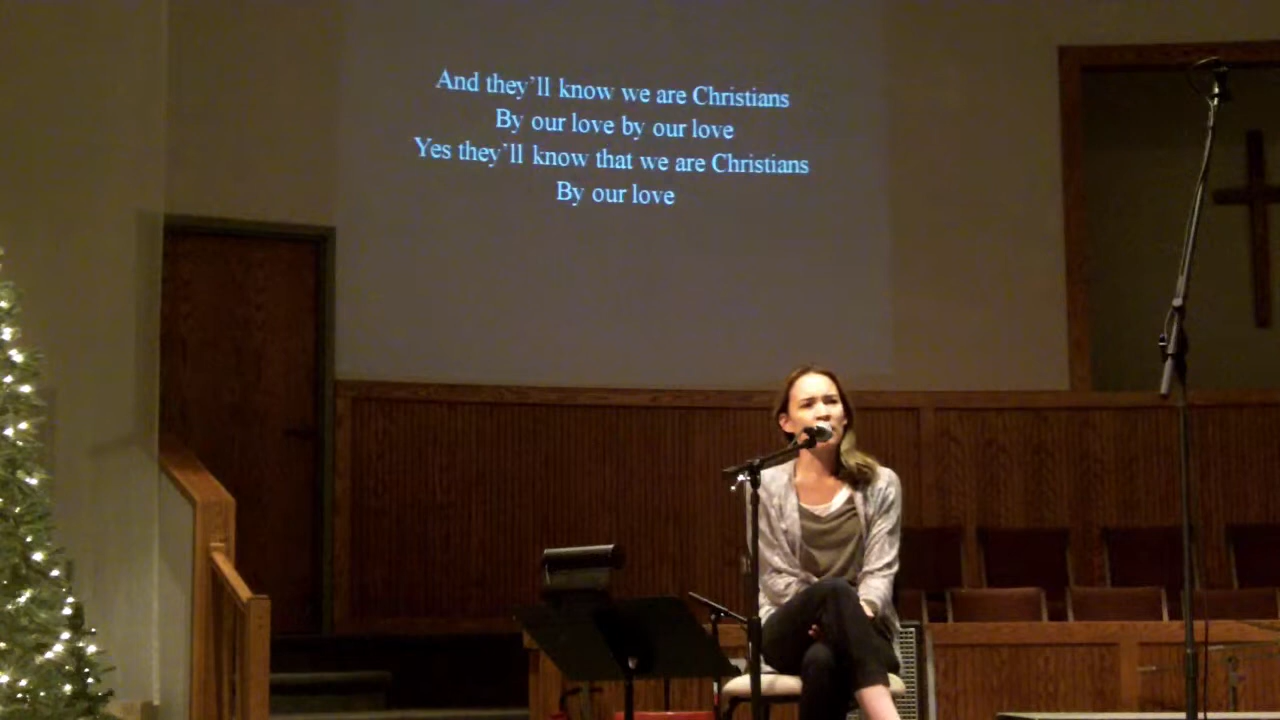 And they'll know we are Christians
By our love by our love
Yes they'll know that we are Christians
By our love